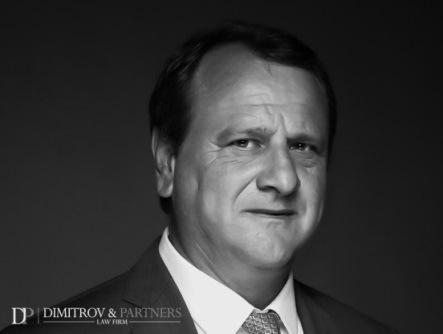 DP DIMITROV & PARTNERS
LAW FIRM